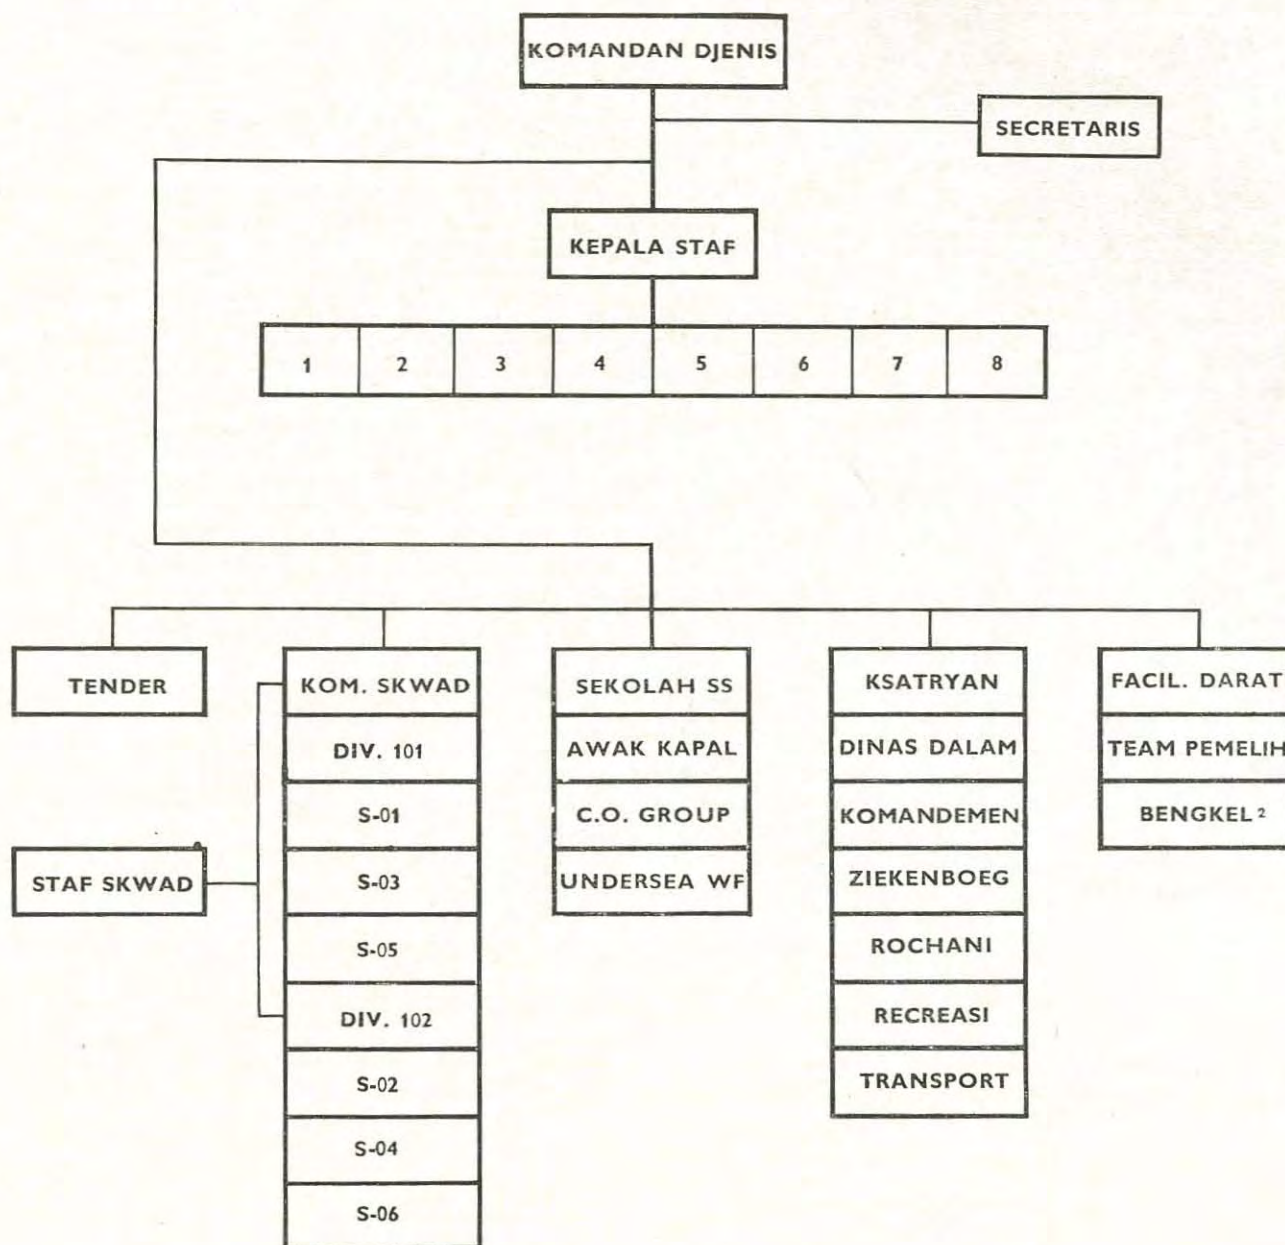 KOMANDAN DJENIS
SECRETARIS
KEPALA STAF
1 2 3 4 5 6 7 8
TENDER
STAF SKWAD
KOM. SKWAD
DIV. 101
S-01
S-03
S-05
DIV. 102
S-02
S-04
S-06
SEKOLAH SS
AWAK KAPAL
C.O. GROUP
UNDERSEA WF
KSATRYAN
DINAS DALAM
KOMANDEMEN
ZIEKENBOEG
ROCHANI
RECREASI
TRANSPORT
FACIL. DARAT
TEAM PEMELIH
BENGKEL²